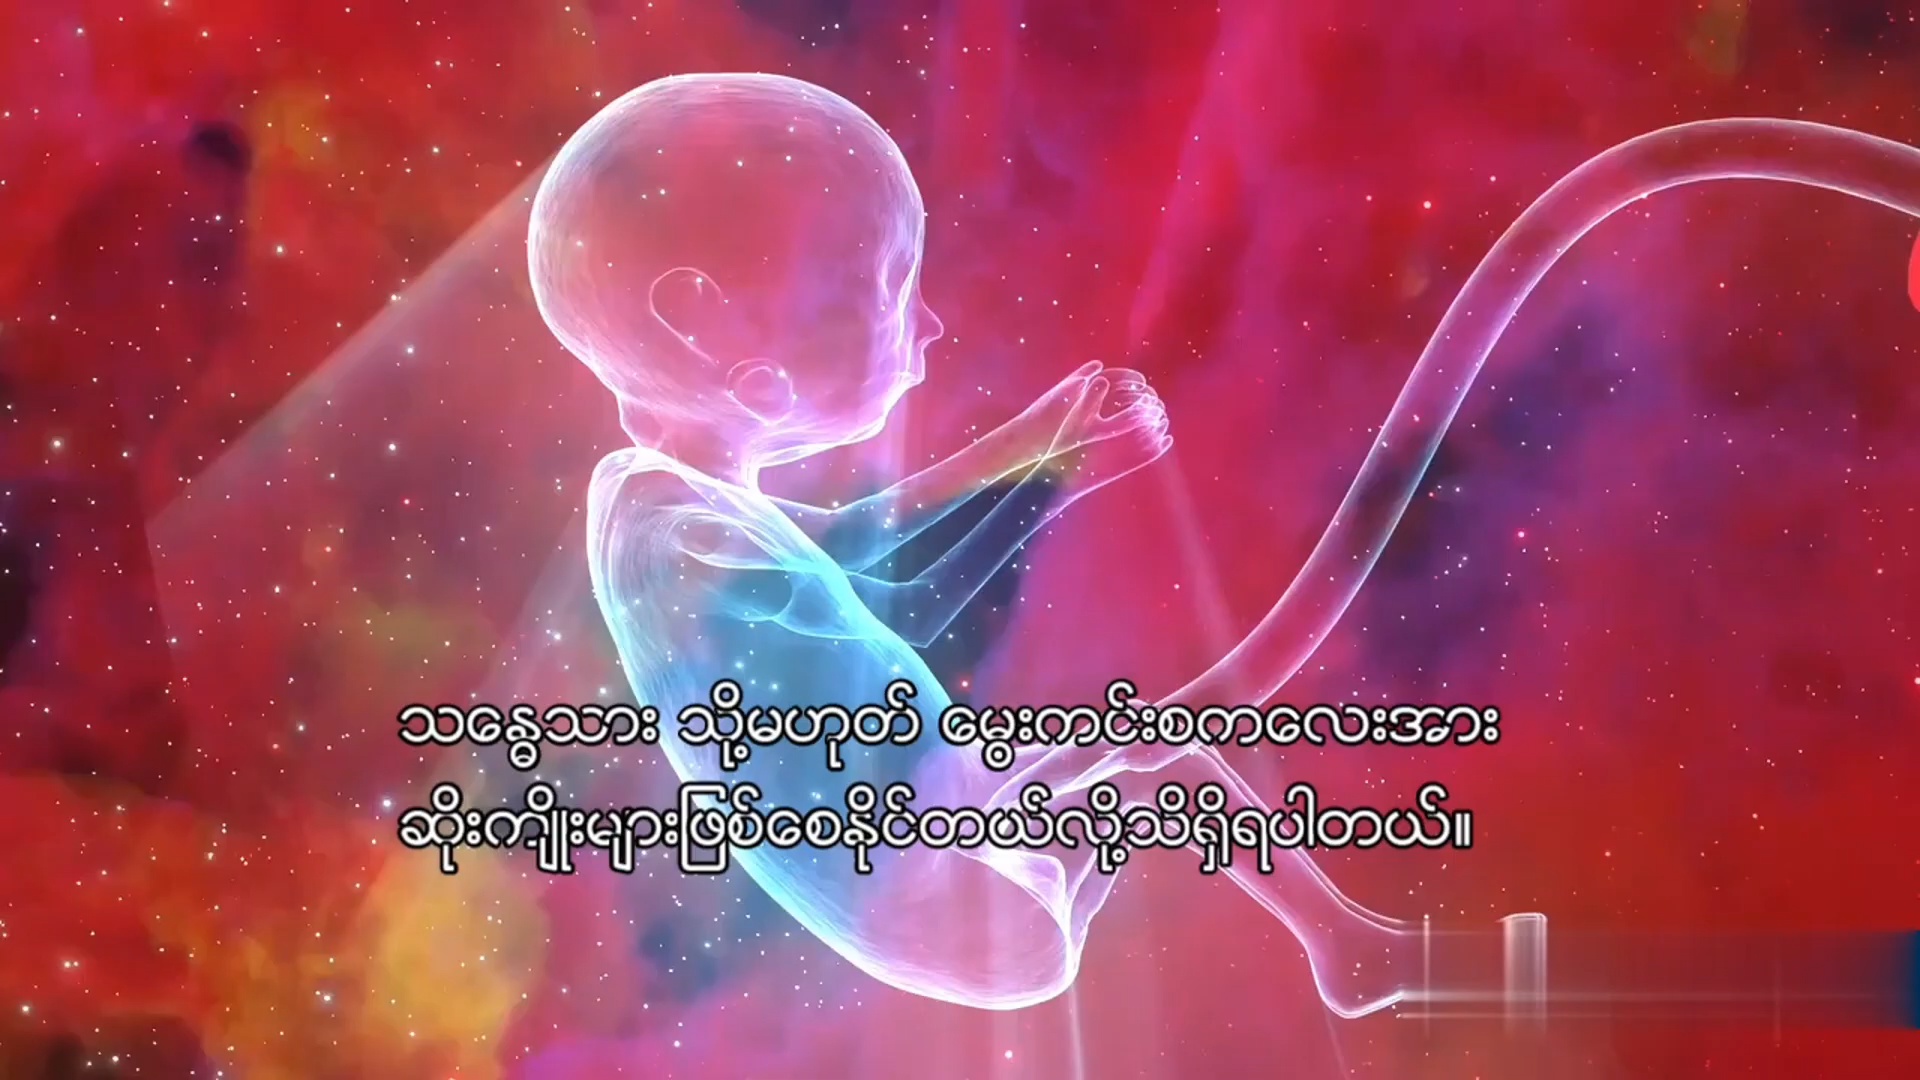 သန္ဓေသား သို့မဟုတ် မွေးကင်းစကလေးအား
ဆိုးကျိုးများဖြစ်စေနိုင်တယ်လို့သိရှိရပါတယ်။